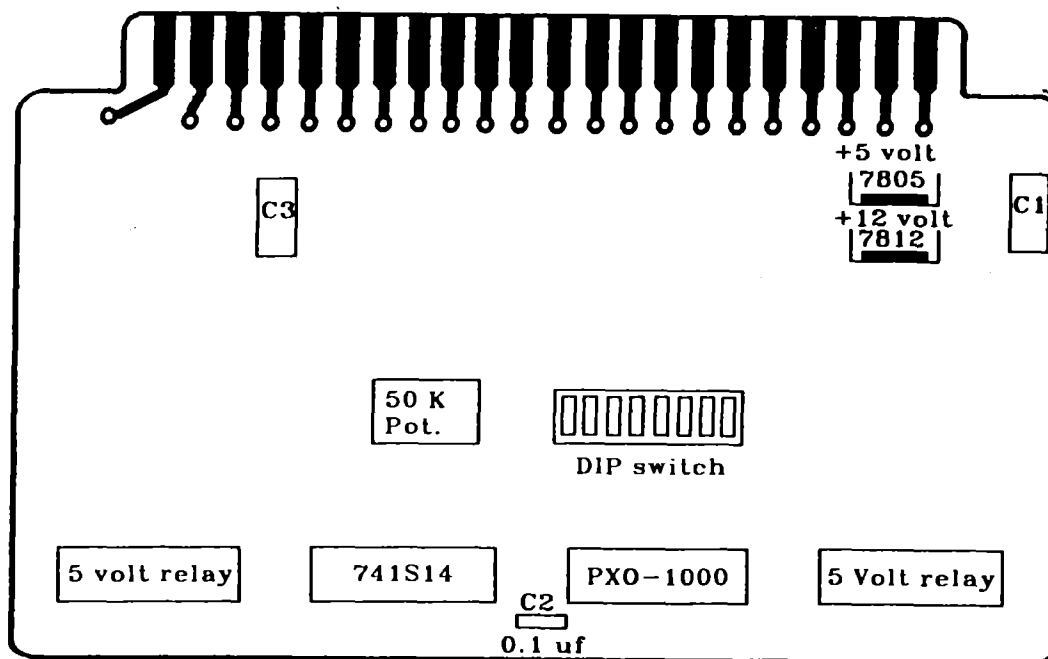 +5 volt
7805
C3
C1
+12 volt
7812
50 K
Pot.
DIP switch
5 volt relay
741S14
PXO-1000
5 Volt relay
C2
0.1 uf